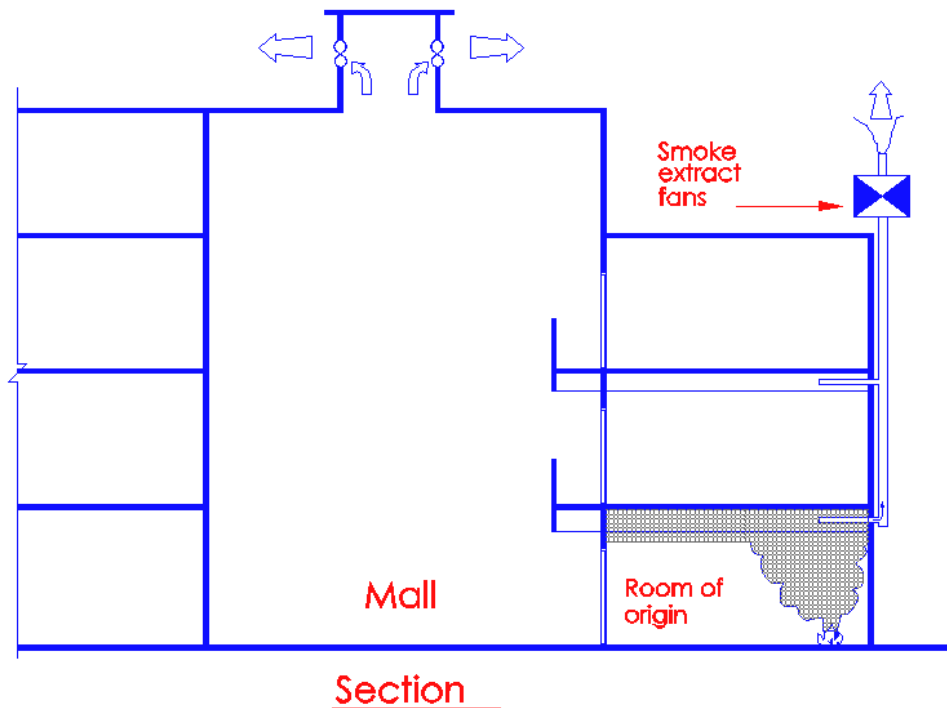 Smoke
extract
fans
Mall
Room of
origin
Section